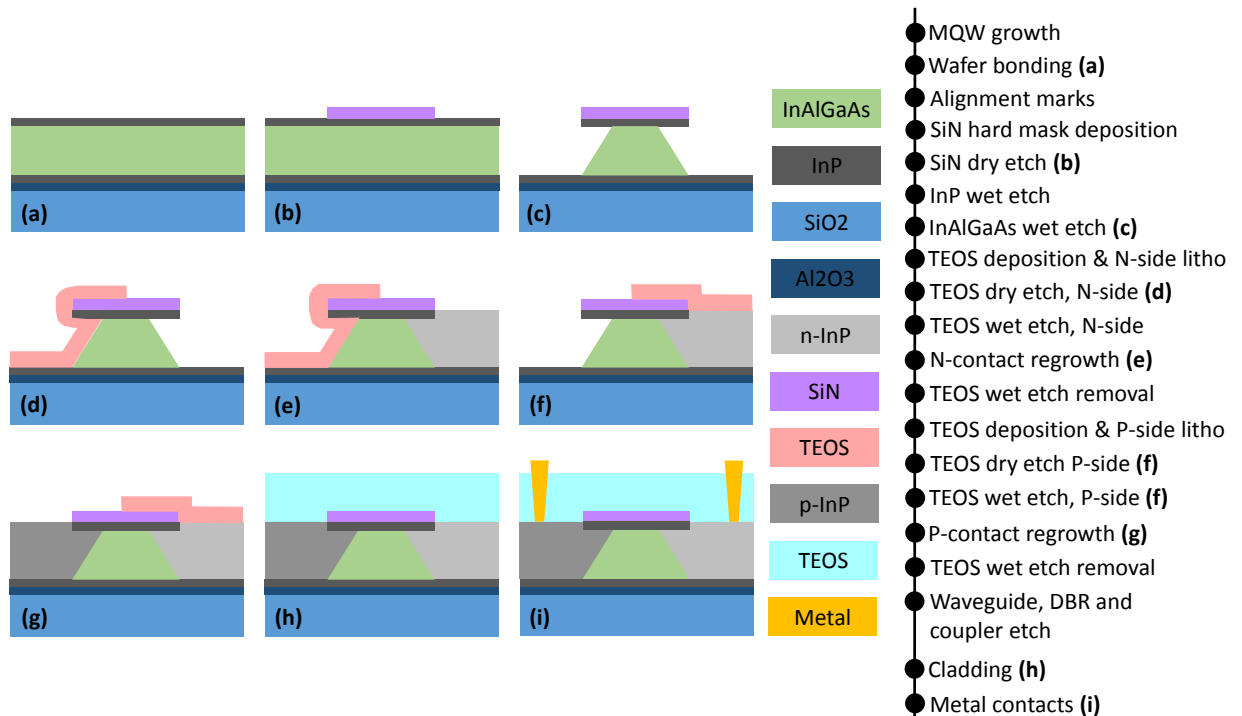 (a)
(b)
(c)
(d)
(e)
(f)
(g)
(h)
(i)
InAlGaAs
InP
SiO2
Al2O3
n-InP
SiN
TEOS
p-InP
TEOS
Metal
MQW growth
Wafer bonding (a)
Alignment marks
SiN hard mask deposition
SiN dry etch (b)
InP wet etch
InAlGaAs wet etch (c)
TEOS deposition & N-side litho
TEOS dry etch, N-side (d)
TEOS wet etch, N-side
N-contact regrowth (e)
TEOS wet etch removal
TEOS deposition & P-side litho
TEOS dry etch P-side (f)
TEOS wet etch, P-side (f)
P-contact regrowth (g)
TEOS wet etch removal
Waveguide, DBR and
coupler etch
Cladding (h)
Metal contacts (i)